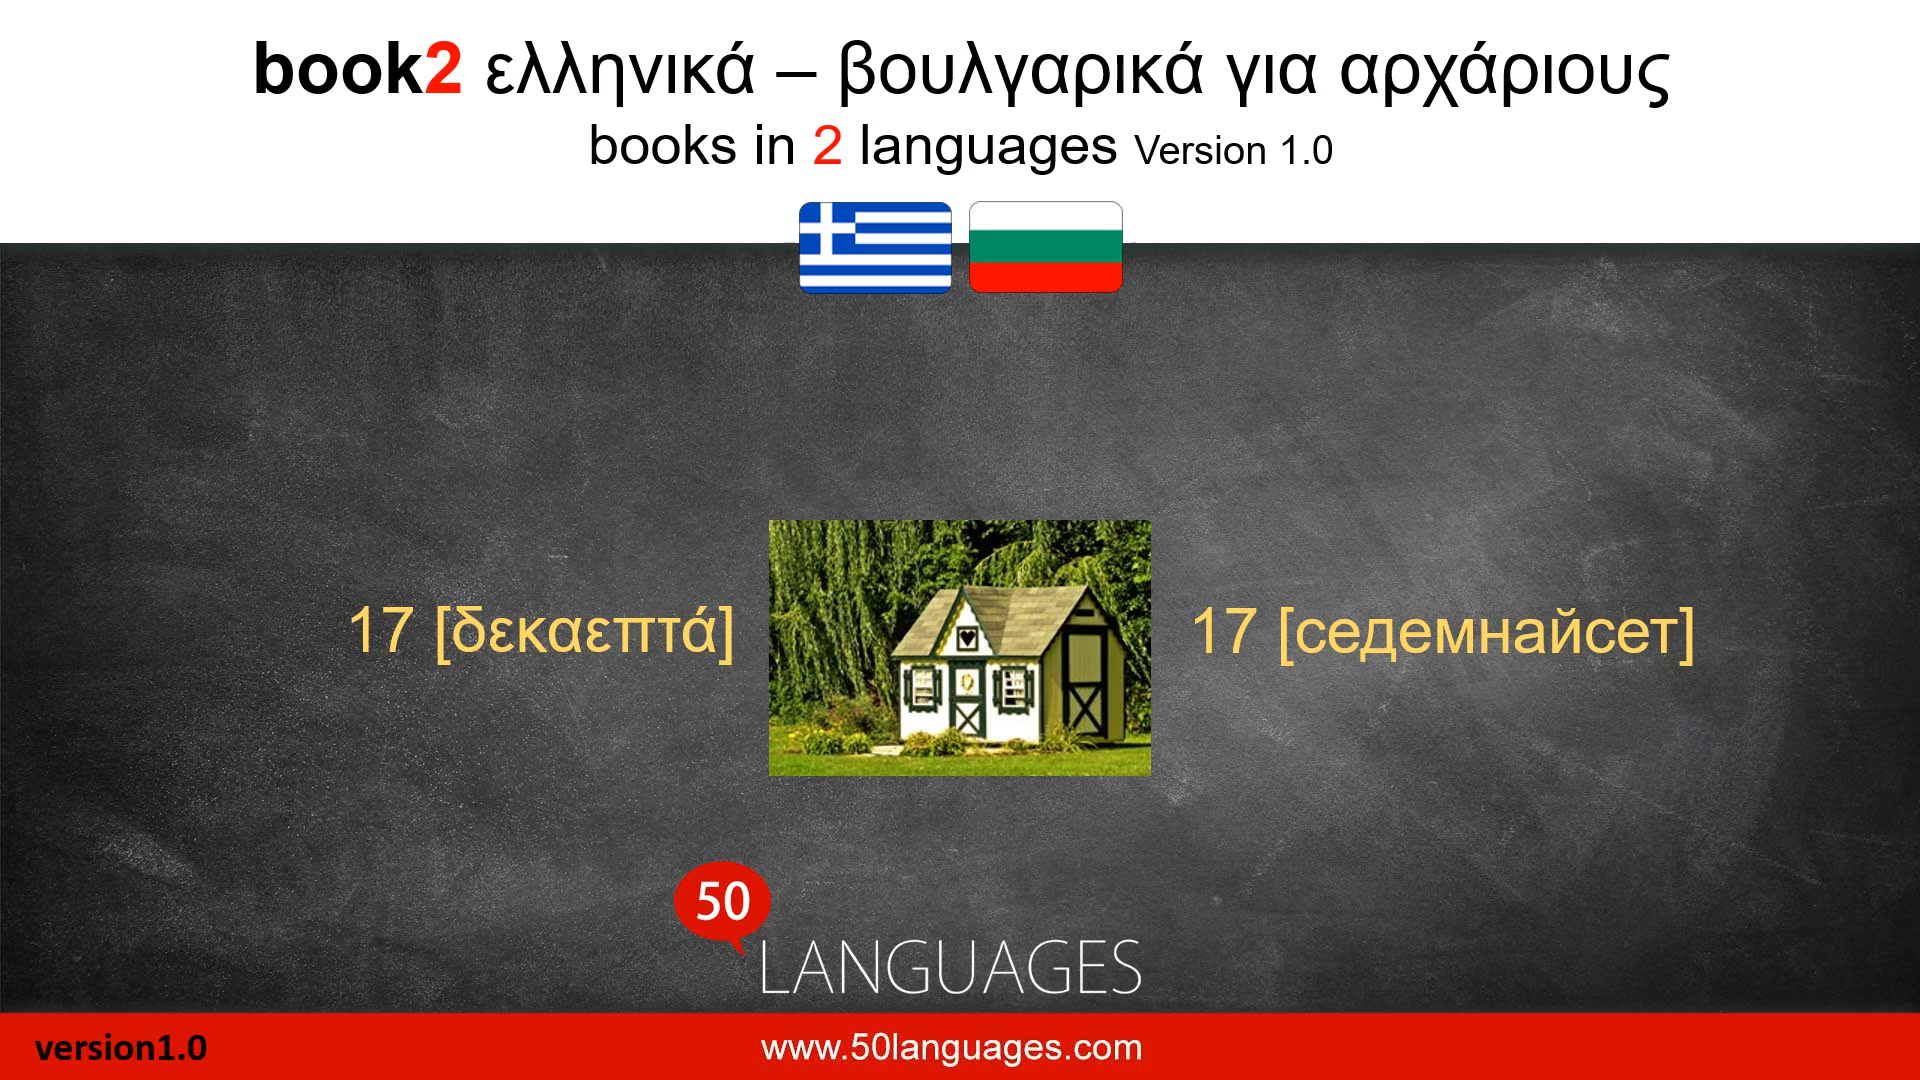 book2 ελληνικά – βουλγαρικά για αρχάριους
books in 2 languages Version 1.0
17 [δεκαεπτά]
17 [седемнайсет]
50
LANGUAGES
version1.0
www.50languages.com